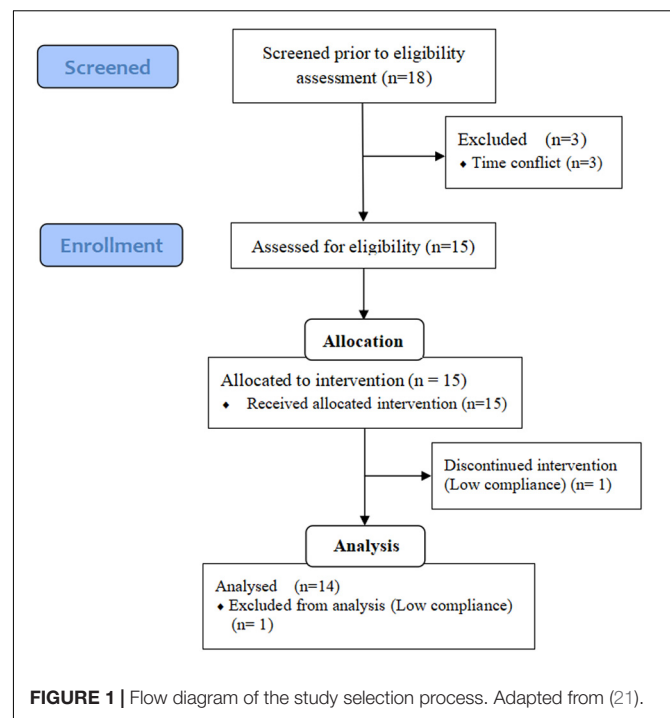 Screened
Screened prior to eligibility
assessment (n=18)
Excluded (n=3)
♦ Time conflict (n=3)
Enrollment
Assessed for eligibility (n=15)
Allocation
Allocated to intervention (n = 15)
♦ Received allocated intervention (n=15)
Discontinued intervention
(Low compliance) (n= 1)
Analysis
Analysed (n=14)
♦ Excluded from analysis (Low compliance)
(n= 1)
FIGURE 1 | Flow diagram of the study selection process. Adapted from (21).